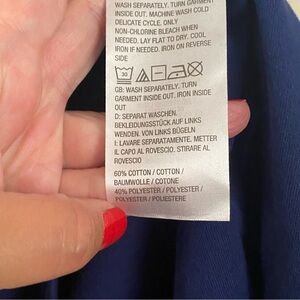 WASH SEPARATELY. TURN GARMENT
INSIDE OUT. MACHINE WASH COLD
DELICATE CYCLE, ONLY
NON-CHLORINE BLEACH WHEN
NEEDED. LAY FLAT TO DRY. COOL
IRON IF NEEDED. IRON ON REVERSE
SIDE
30
GB: WASH SEPARATELY. TURN
GARMENT INSIDE OUT. IRON INSIDE
OUT
D: SEPARAT WASCHEN.
BEKLEIDUNGSSTÜCK AUF LINKS
WENDEN. VON LINKS BÜGELN
I: LAVARE SEPARATAMENTE. METTER
IL CAPO AL ROVESCIO. STIRARE AL
ROVESCIO
60% COTTON / COTTON /
BAUMWOLLE / COTONE
40% POLYESTER / POLYESTER /
POLYESTER / POLIESTERE